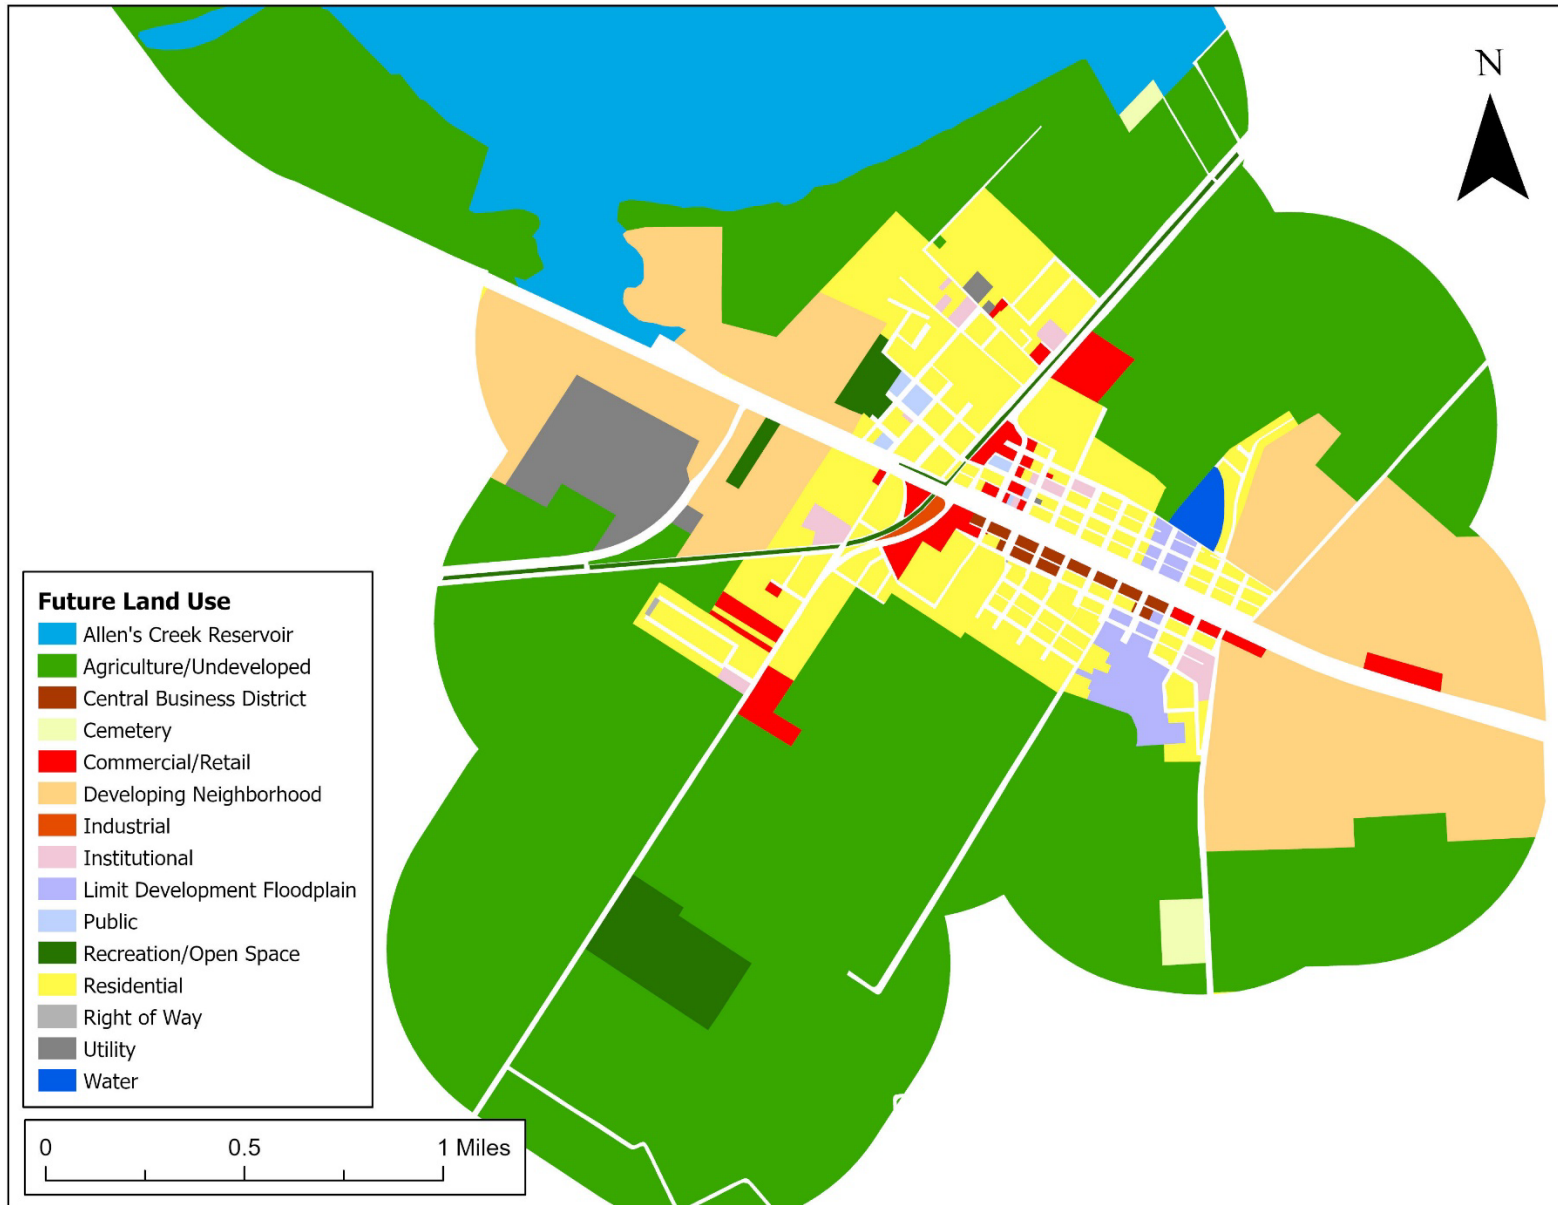 N
Future Land Use
Allen's Creek Reservoir
Agriculture/Undeveloped
Central Business District
Cemetery
Commercial/Retail
Developing Neighborhood
Industrial
Institutional
Limit Development Floodplain
Public
Recreation/Open Space
Residential
Right of Way
Utility
Water
0 0.5 1 Miles